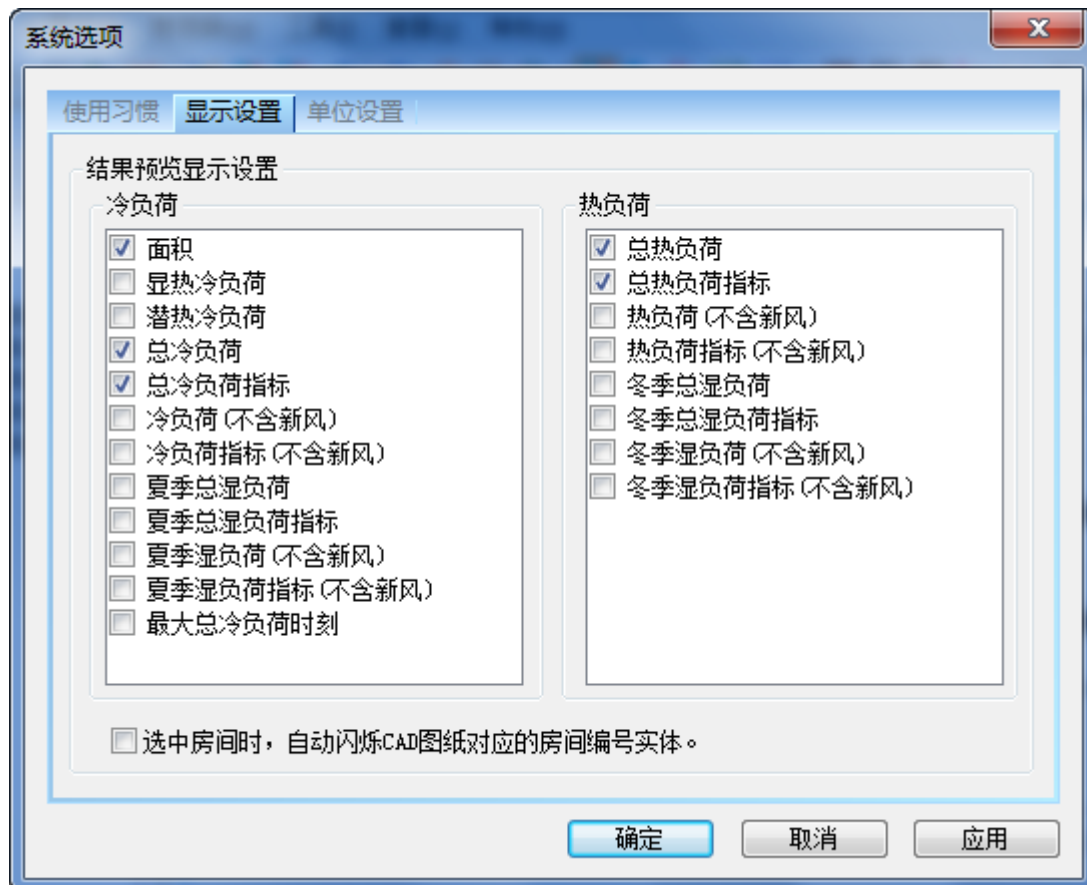 系统选项
使用习惯 显示设置 单位设置
结果预览显示设置
冷负荷
面积
显热冷负荷
潜热冷负荷
总冷负荷
总冷负荷指标
冷负荷(不含新风)
冷负荷指标(不含新风)
夏季总湿负荷
夏季总湿负荷指标
夏季湿负荷(不含新风)
夏季湿负荷指标(不含新风)
最大总冷负荷时刻
热负荷
总热负荷
总热负荷指标
热负荷(不含新风)
热负荷指标(不含新风)
冬季总湿负荷
冬季总湿负荷指标
冬季湿负荷(不含新风)
冬季湿负荷指标(不含新风)
选中房间时，自动闪烁CAD图纸对应的房间编号实体。
确定 取消 应用